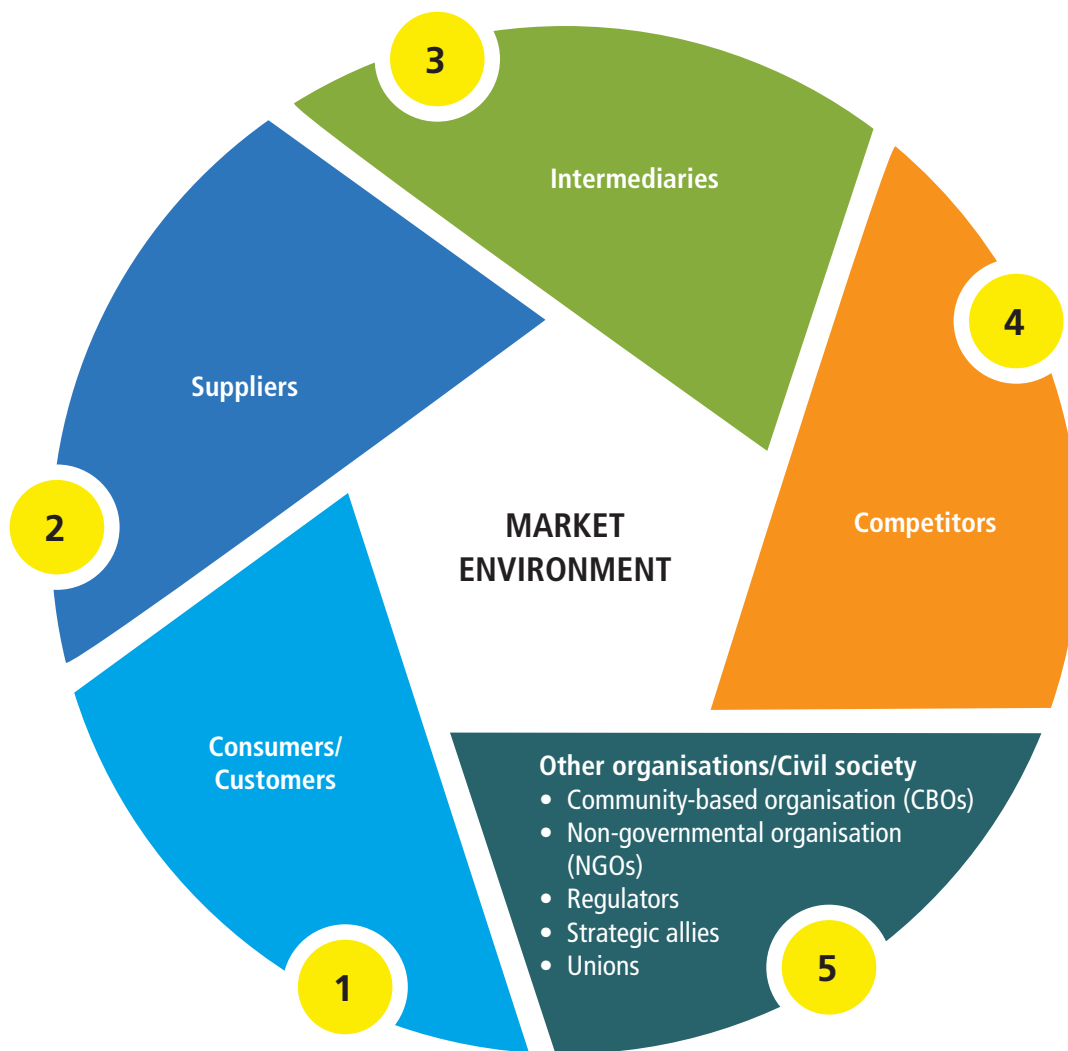 3
Intermediaries
4
Suppliers
2
MARKET
ENVIRONMENT
Competitors
Consumers/
Customers
1
Other organisations/Civil society
• Community-based organisation (CBOs)
• Non-governmental organisation
(NGOs)
• Regulators
• Strategic allies
• Unions
5